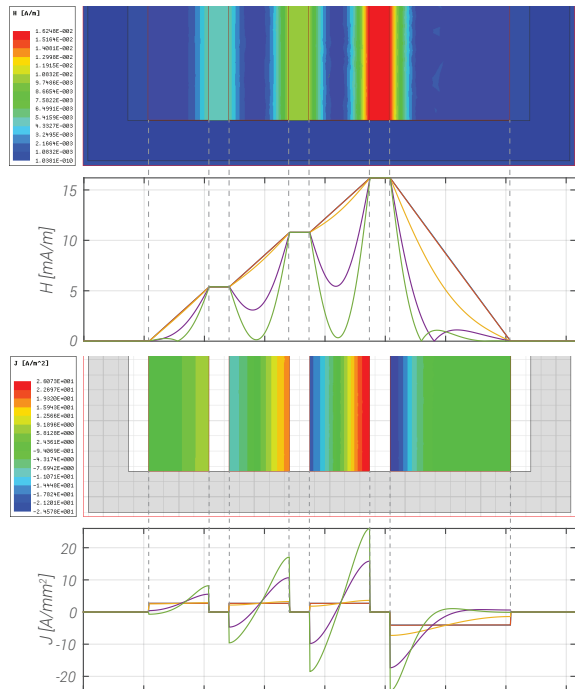 H [A/m]
1.6248E-002
1.5164E-002
1.4081E-002
1.2998E-002
1.1915E-002
1.0832E-002
9.7486E-003
8.6654E-003
7.5822E-003
6.4991E-003
5.4159E-003
4.3327E-003
3.2495E-003
2.1664E-003
1.0832E-003
1.0381E-010
15
10
5
0
H [mA/m]
J [A/m^2]
2.6073E+001
2.2697E+001
1.9320E+001
1.5943E+001
1.2566E+001
9.1896E+000
5.8128E+000
2.4361E+000
-9.4069E-001
-4.3174E+000
-7.6942E+000
-1.1071E+001
-1.4448E+001
-1.7824E+001
-2.1201E+001
-2.4578E+001
20
10
0
-10
-20
J [A/mm²]